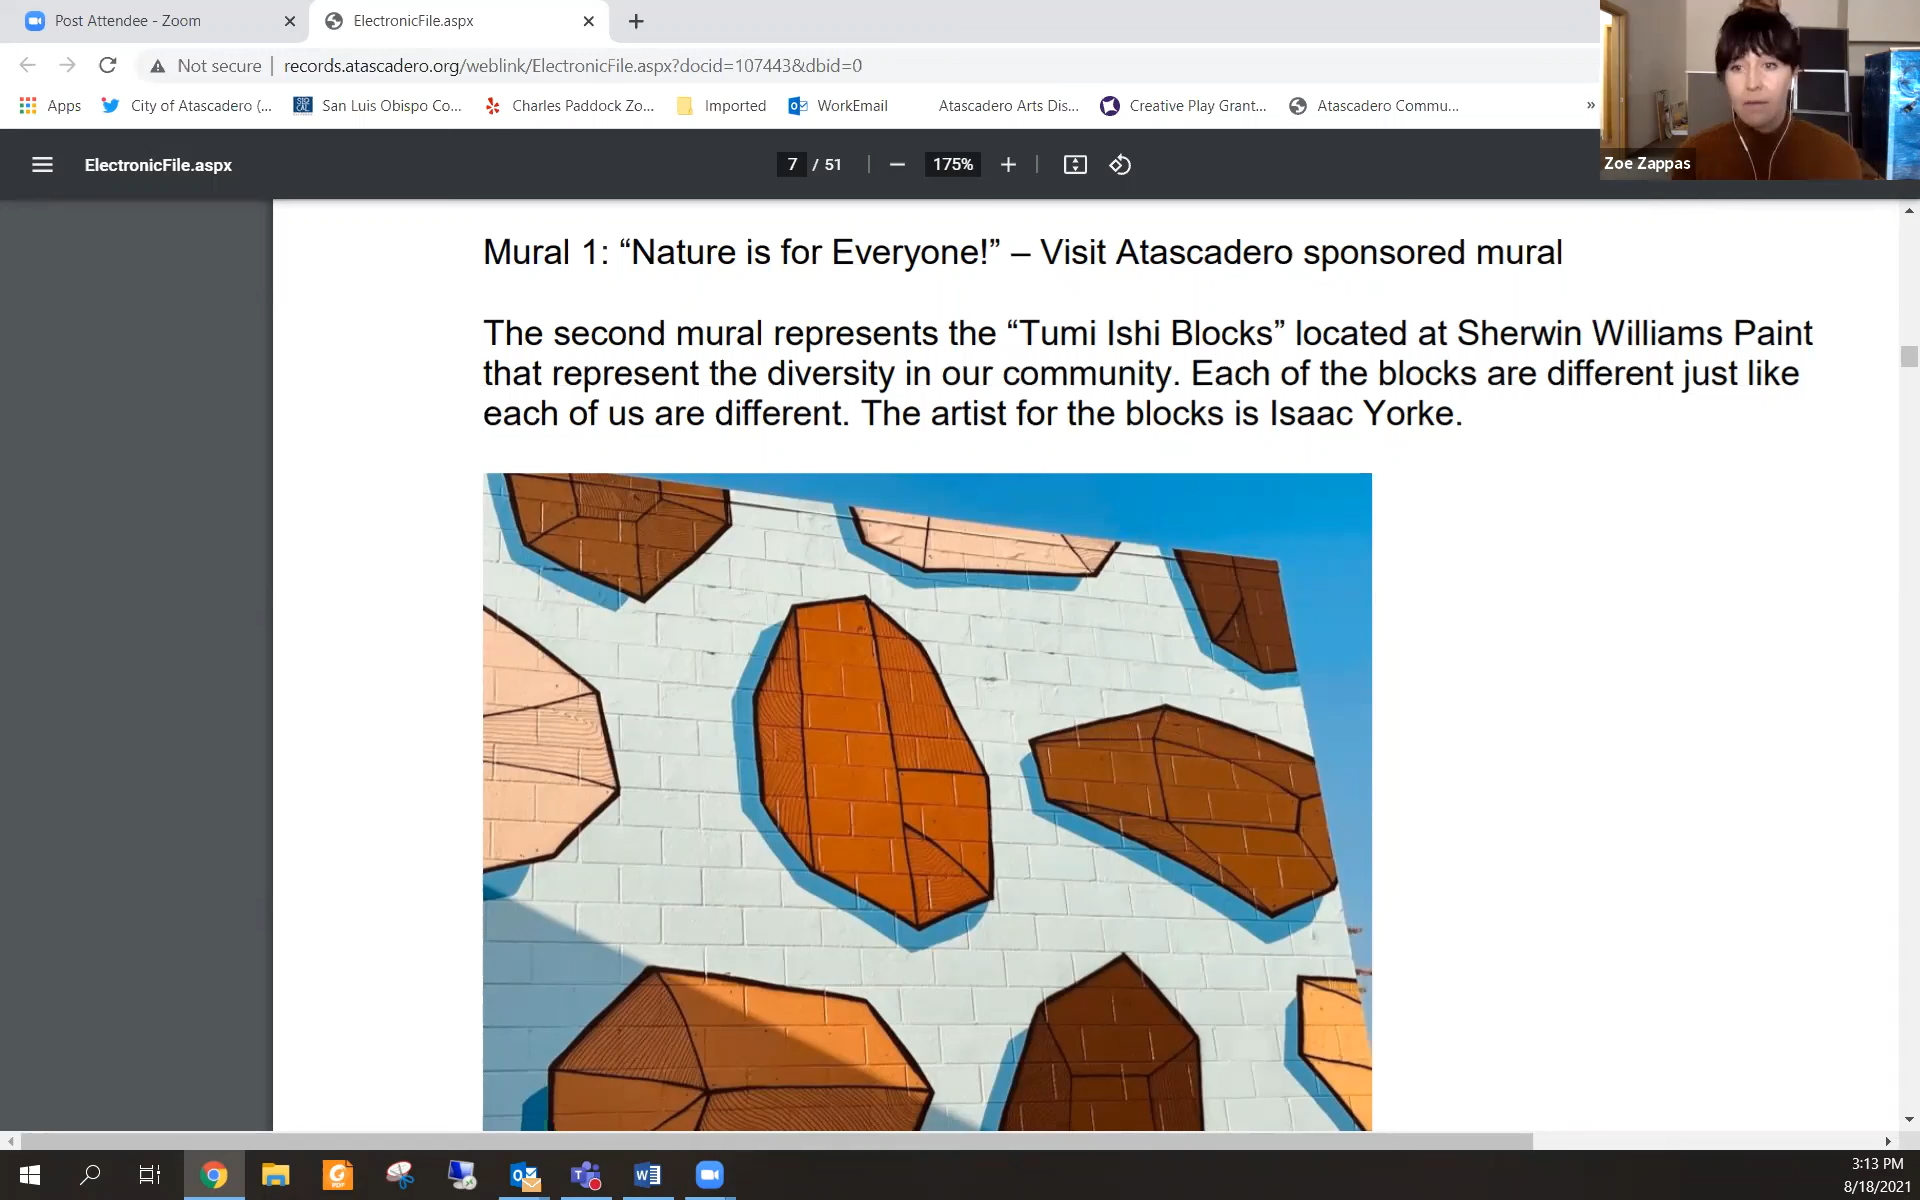 Post Attendee - Zoom
ElectronicFile.aspx
Not secure
records.atascadero.org/weblink/ElectronicFile.aspx?docid=107443&dbid=0
Apps
City of Atascadero (...
San Luis Obispo Co...
Charles Paddock Zo...
Imported
WorkEmail
Atascadero Arts Dis...
Creative Play Grant...
Atascadero Commu...
»
Zoe Zappas
ElectronicFile.aspx
7 / 51
175%
Mural 1: “Nature is for Everyone!” – Visit Atascadero sponsored mural
The second mural represents the “Tumi Ishi Blocks” located at Sherwin Williams Paint
that represent the diversity in our community. Each of the blocks are different just like
each of us are different. The artist for the blocks is Isaac Yorke.
3:13 PM
8/18/2021